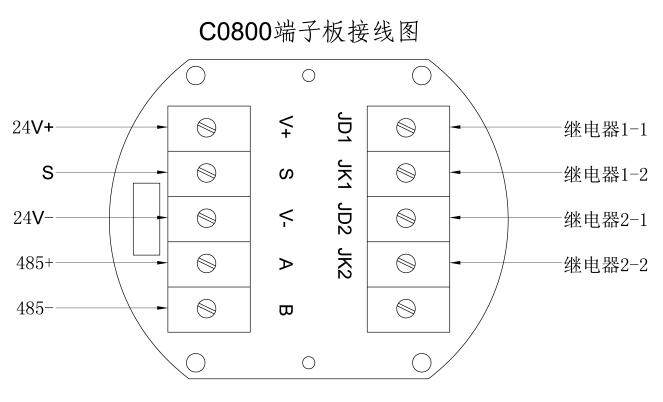 C0800端子板接线图
24V+
V+
JD1
继电器1-1
S
S
JK1
继电器1-2
24V-
V-
JD2
继电器2-1
485+
A
JK2
继电器2-2
485-
B